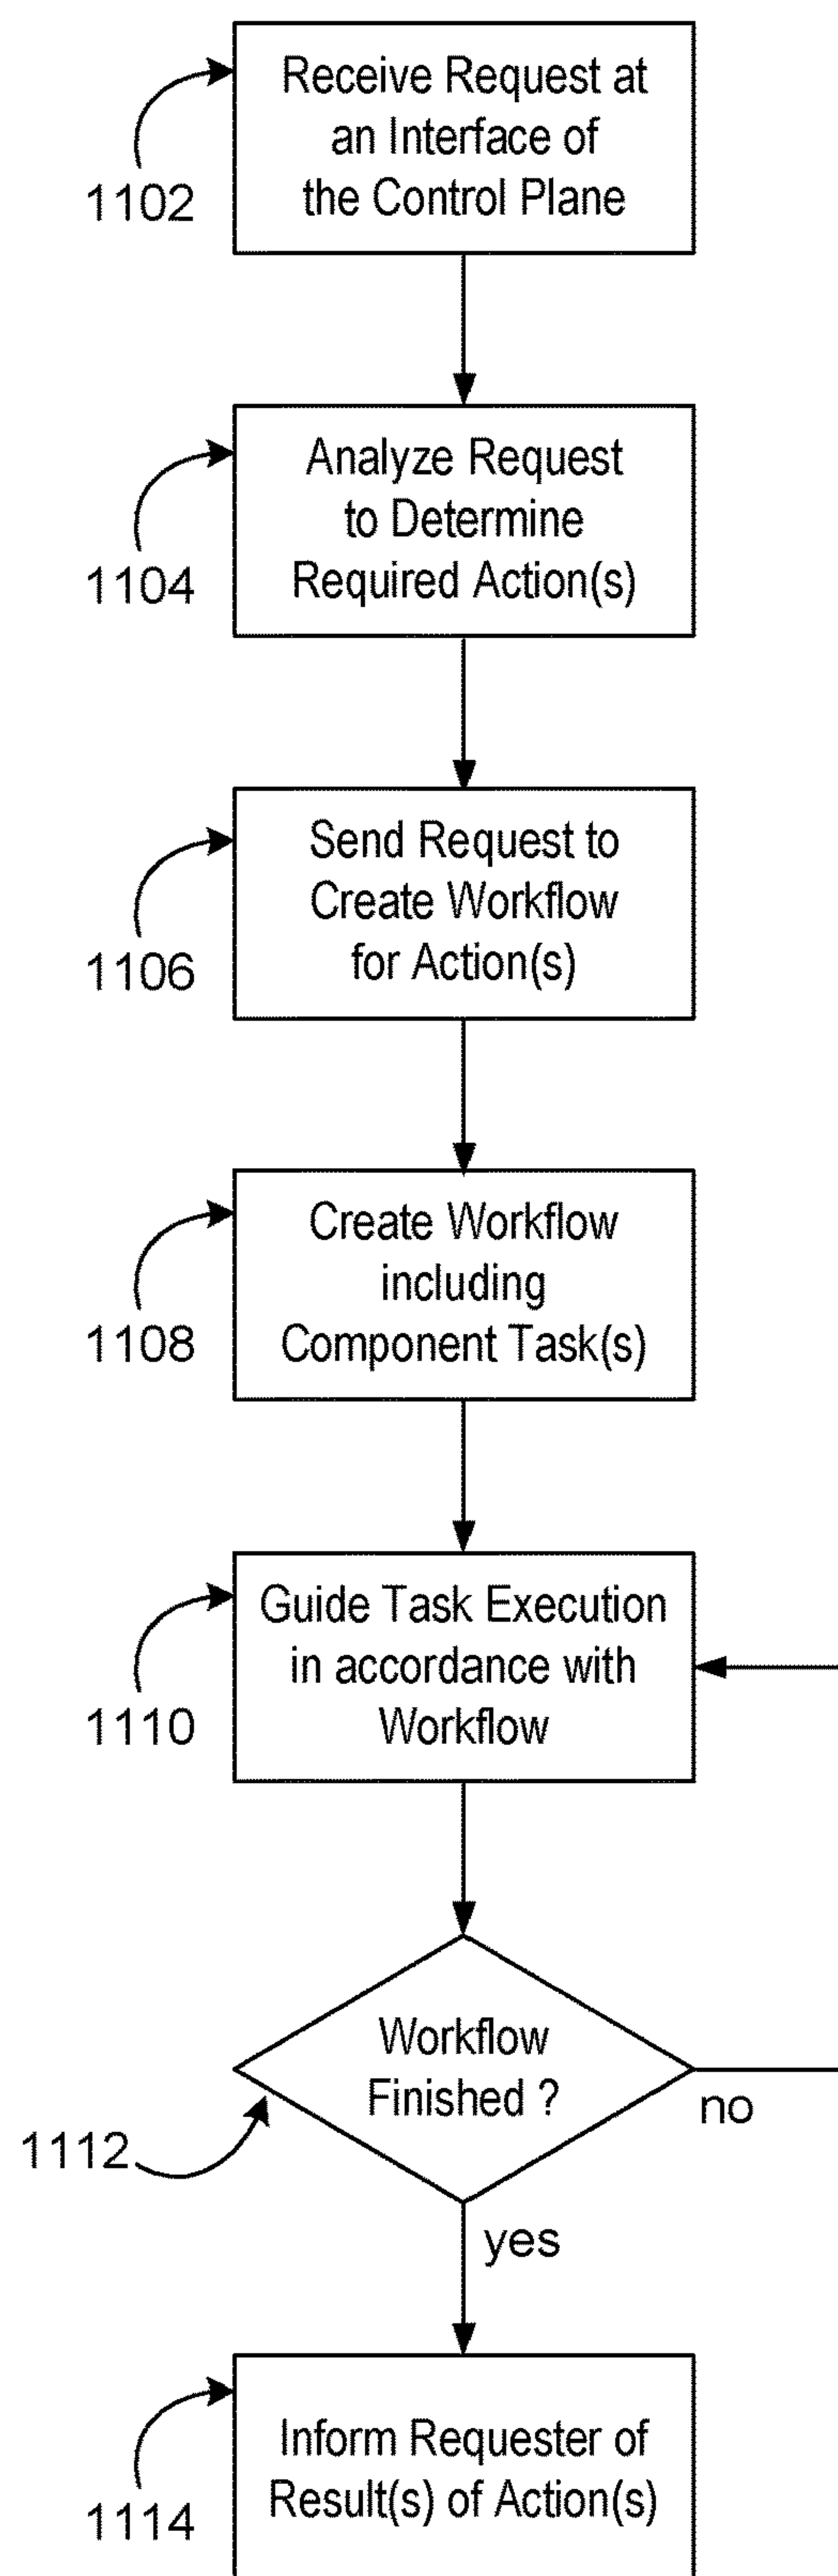 Receive Request at
an Interface of
the Control Plane
1102
Analyze Request
to Determine
Required Action(s)
1104
Send Request to
Create Workflow
for Action(s)
1106
Create Workflow
including
Component Task(s)
1108
Guide Task Execution
in accordance with
Workflow
1110
Workflow
Finished ?
no
1112
yes
Inform Requester of
Result(s) of Action(s)
1114